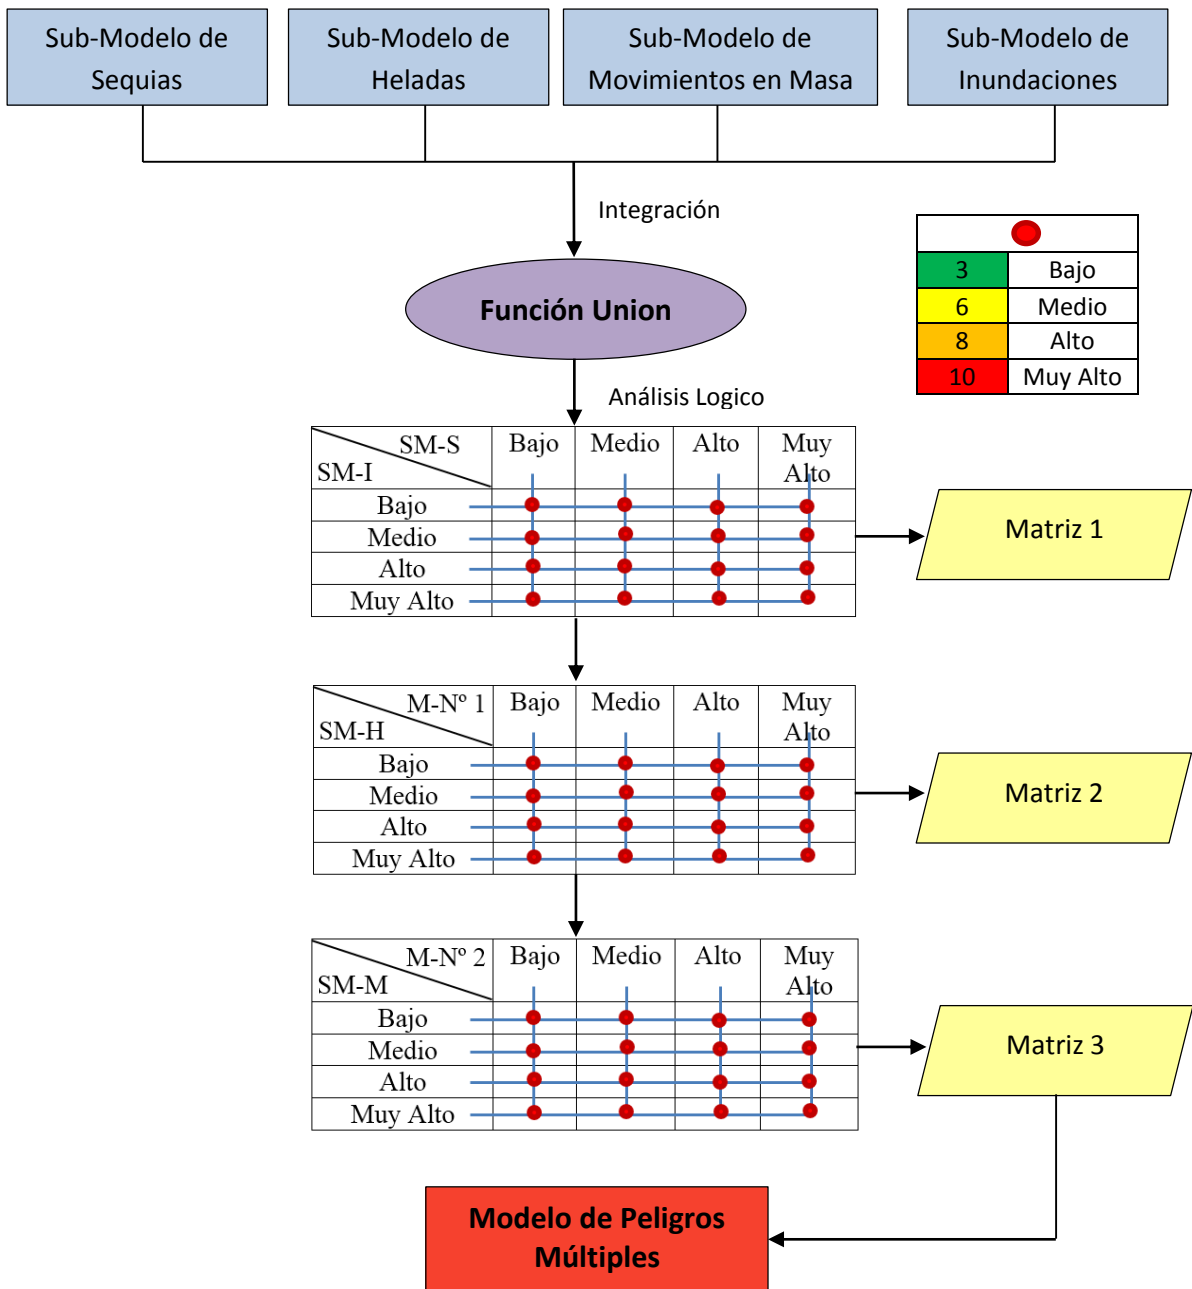 Sub-Modelo de
Sequias
Sub-Modelo de
Heladas
Sub-Modelo de
Movimientos en Masa
Sub-Modelo de
Inundaciones
Integración
3 Bajo
6 Medio
8 Alto
10 Muy Alto
Función Union
Análisis Logico
SM-S Bajo Medio Alto Muy
SM-I Alto
Bajo
Medio
Alto
Muy Alto
Matriz 1
M-Nº 1 Bajo Medio Alto Muy
SM-H Alto
Bajo
Medio
Alto
Muy Alto
Matriz 2
M-Nº 2 Bajo Medio Alto Muy
SM-M Alto
Bajo
Medio
Alto
Muy Alto
Matriz 3
Modelo de Peligros
Múltiples